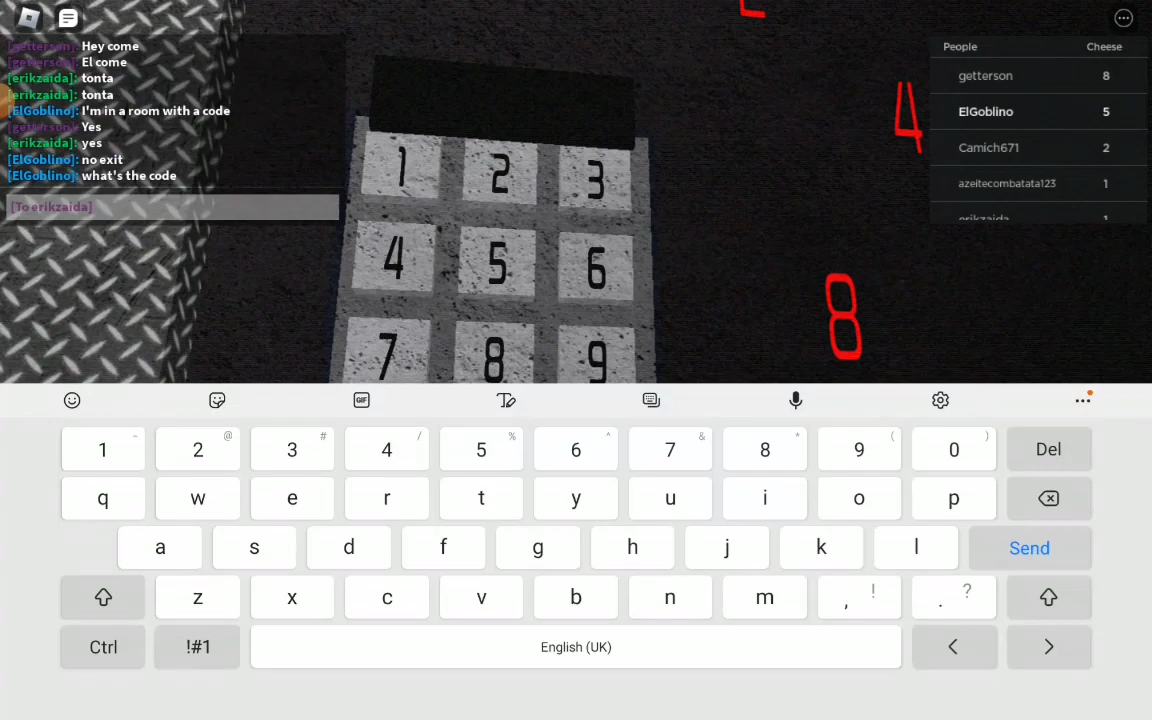 [getterson]: Hey come
[getterson]: El come
[erikzaida]: tonta
[erikzaida]: tonta
[ElGoblino]: I'm in a room with a code
[getterson]: Yes
[erikzaida]: yes
[ElGoblino]: no exit
[ElGoblino]: what's the code
[To erikzaida]
People Cheese
getterson 8
ElGoblino 5
Camich671 2
azeitecombatata123 1
1 2 3
4 5 6
7 8 9
4
8
GIF
1 2 @ 3 # 4 / 5 % 6 ^ 7 & 8 * 9 ( 0 ) Del
q w e r t y u i o p
a s d f g h j k l Send
z x c v b n m , ! . ?
Ctrl !#1 English (UK) < >